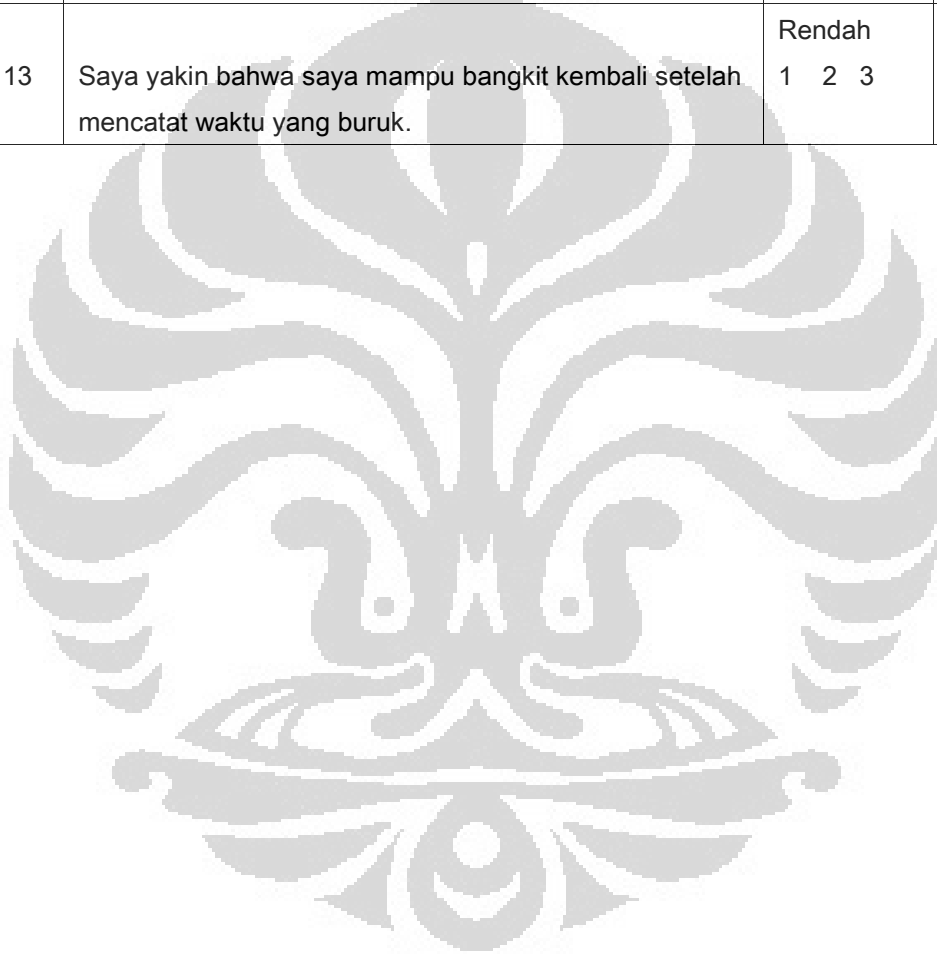 Rendah
13 Saya yakin bahwa saya mampu bangkit kembali setelah 1 2 3
mencatat waktu yang buruk.